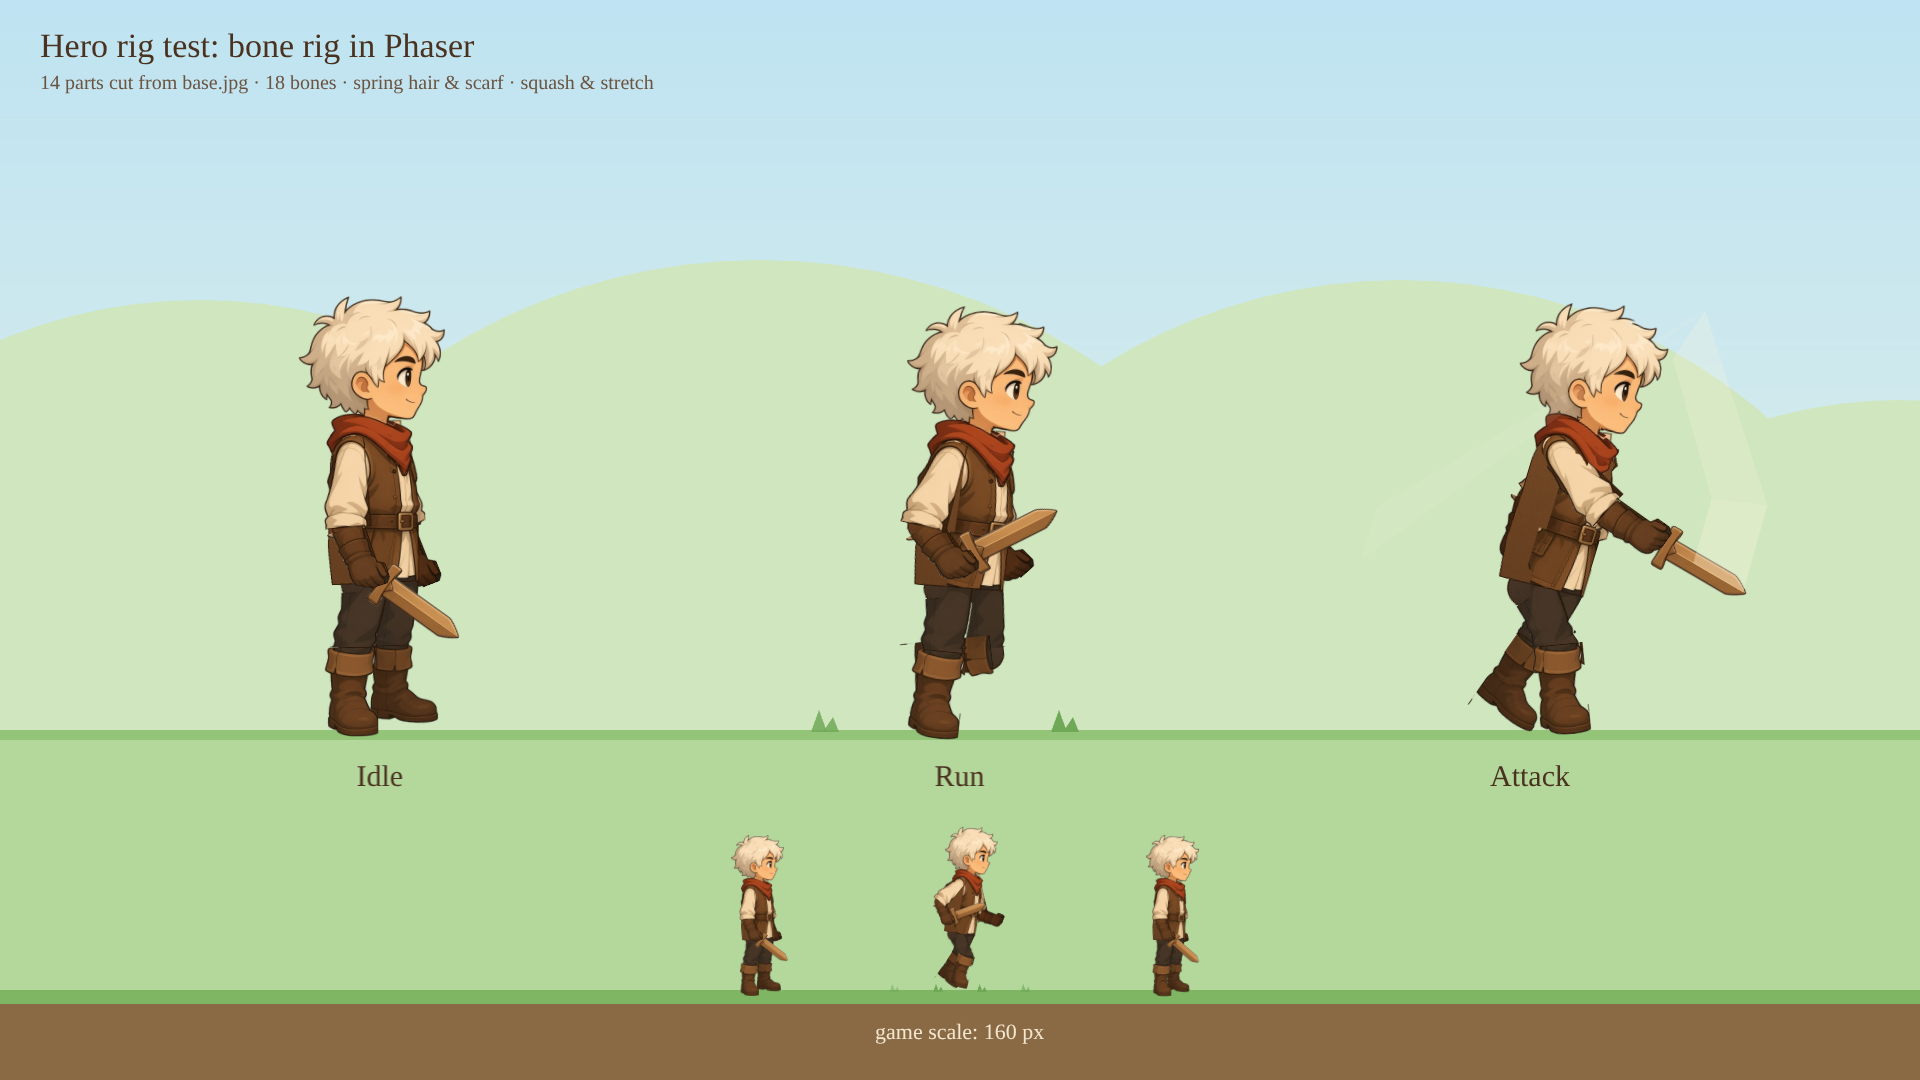 Hero rig test: bone rig in Phaser
14 parts cut from base.jpg · 18 bones · spring hair & scarf · squash & stretch
Idle
Run
Attack
game scale: 160 px